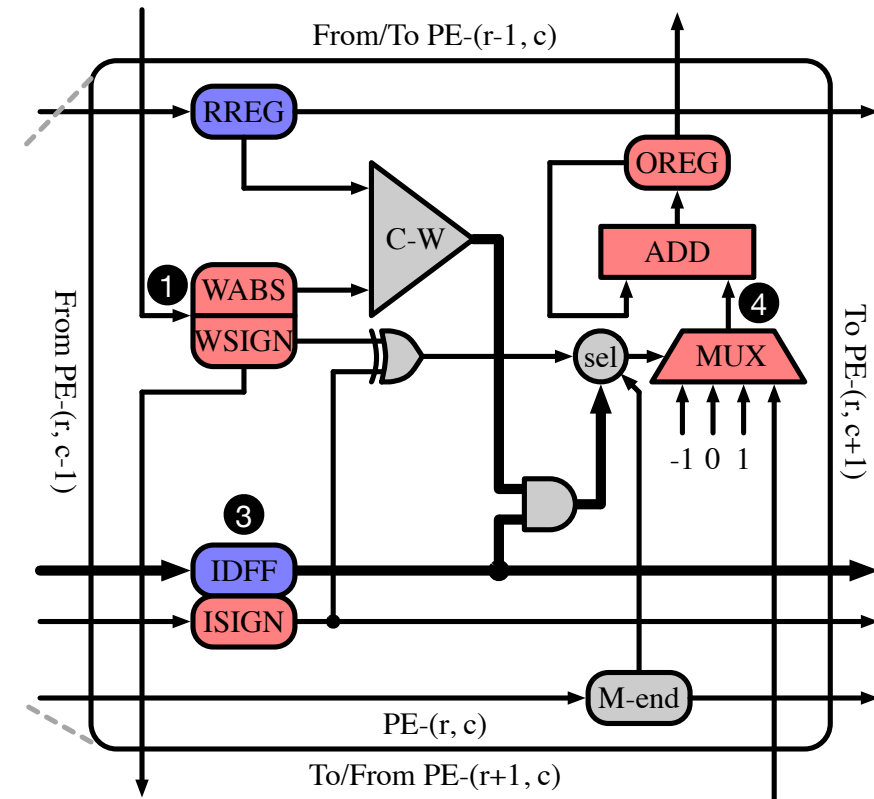 From/To PE-(r-1, c)
RREG
OREG
C-W
ADD
1
WABS
WSIGN
4
sel
MUX
-1 0 1
From PE-(r, c-1)
To PE-(r, c+1)
3
IDFF
ISIGN
M-end
PE-(r, c)
To/From PE-(r+1, c)